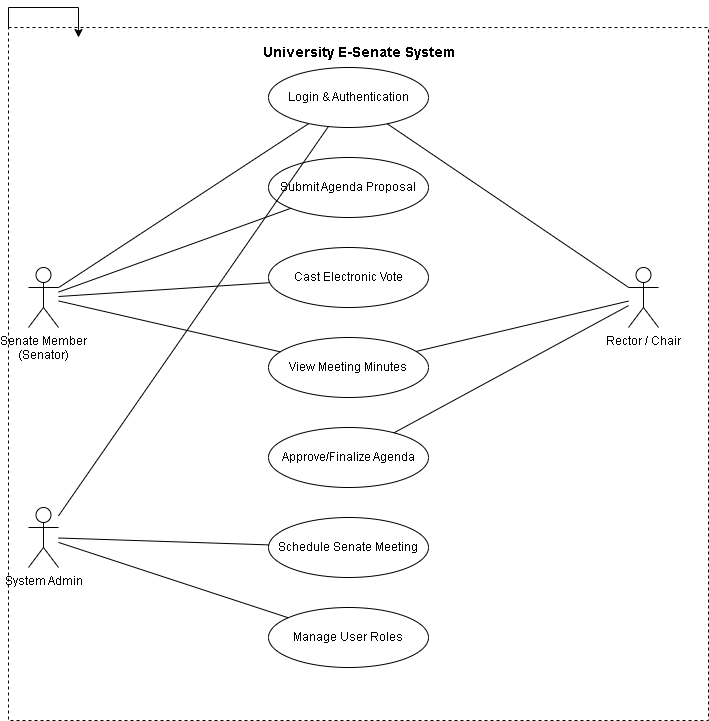 University E-Senate System
Login & Authentication
Submit Agenda Proposal
Cast Electronic Vote
Senate Member
(Senator)
Rector / Chair
View Meeting Minutes
Approve/Finalize Agenda
Schedule Senate Meeting
System Admin
Manage User Roles